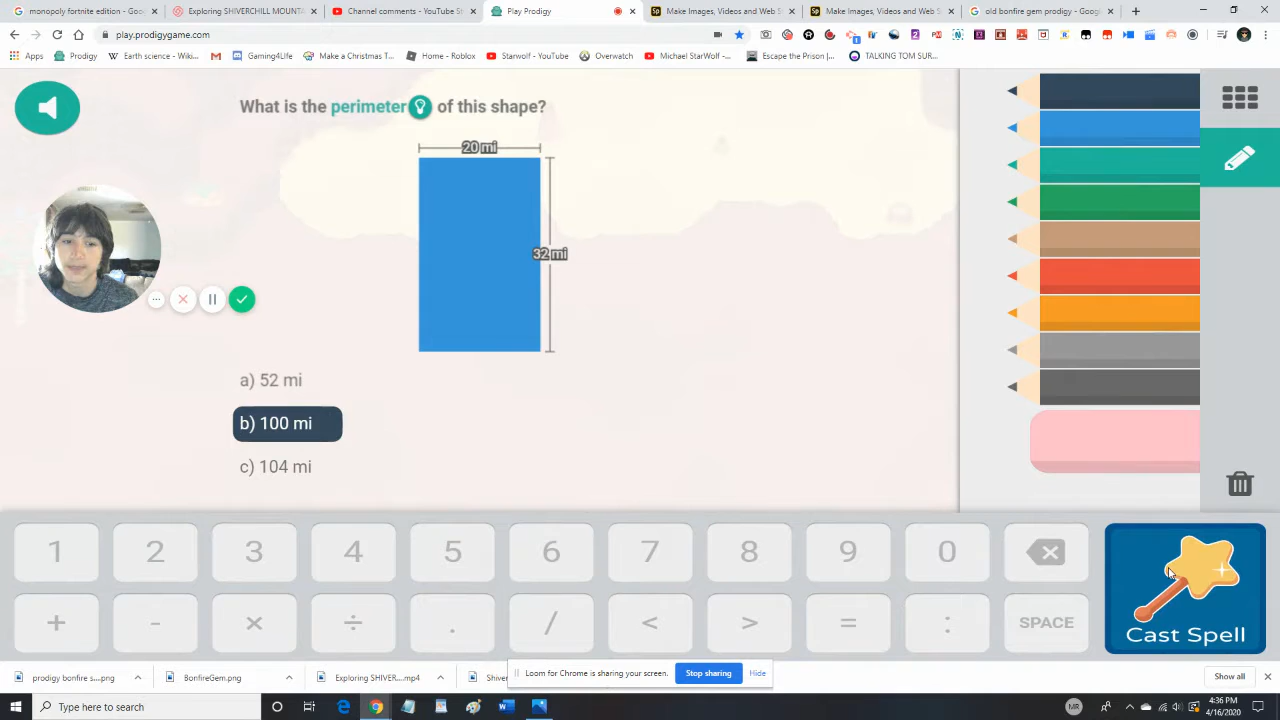 monopoly fortnite edition - Goog
Exploring SHIVERCHILL MOUNTA
Channel comments - YouTube St
Play Prodigy
Make Images, Videos and Web S
Make Images, Videos and Web S
old bonfire gem prodigy - Googl
play.prodigygame.com
Apps
Prodigy
Earth science - Wiki...
Gaming4Life
Make a Christmas T...
Home - Roblox
Starwolf - YouTube
Overwatch
Michael StarWolf -...
Escape the Prison |...
TALKING TOM SUR...
What is the perimeter of this shape?
20 mi
32 mi
a) 52 mi
b) 100 mi
c) 104 mi
1 2 3 4 5 6 7 8 9 0
+ - × ÷ . / < > = : SPACE
Cast Spell
prodigy bonfire s....png
BonfireGem.png
Exploring SHIVER....mp4
Loom for Chrome is sharing your screen.
Stop sharing
Hide
Show all
Type here to search
MR
4:36 PM
4/16/2020